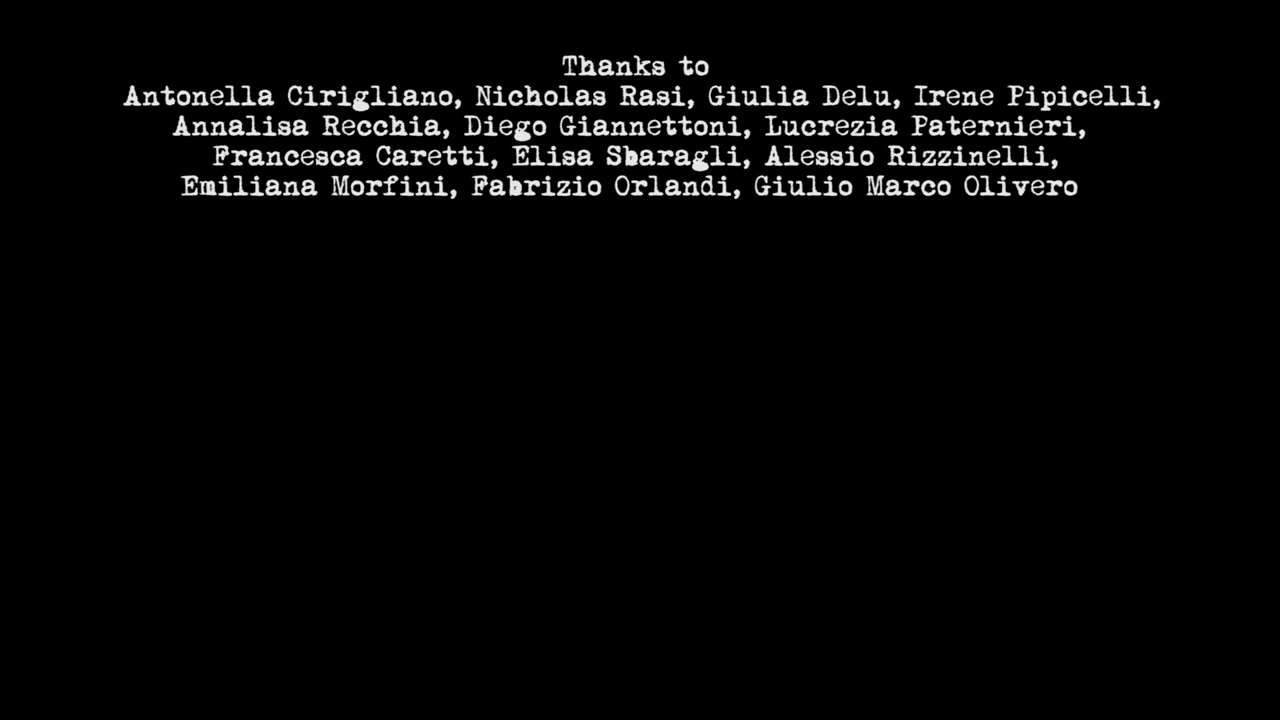 Thanks to
Antonella Cirigliano, Nicholas Rasi, Giulia Delu, Irene Pipicelli,
Annalisa Recchia, Diego Giannettoni, Lucrezia Paternieri,
Francesca Caretti, Elisa Sbaragli, Alessio Rizzinelli,
Emiliana Morfini, Fabrizio Orlandi, Giulio Marco Olivero